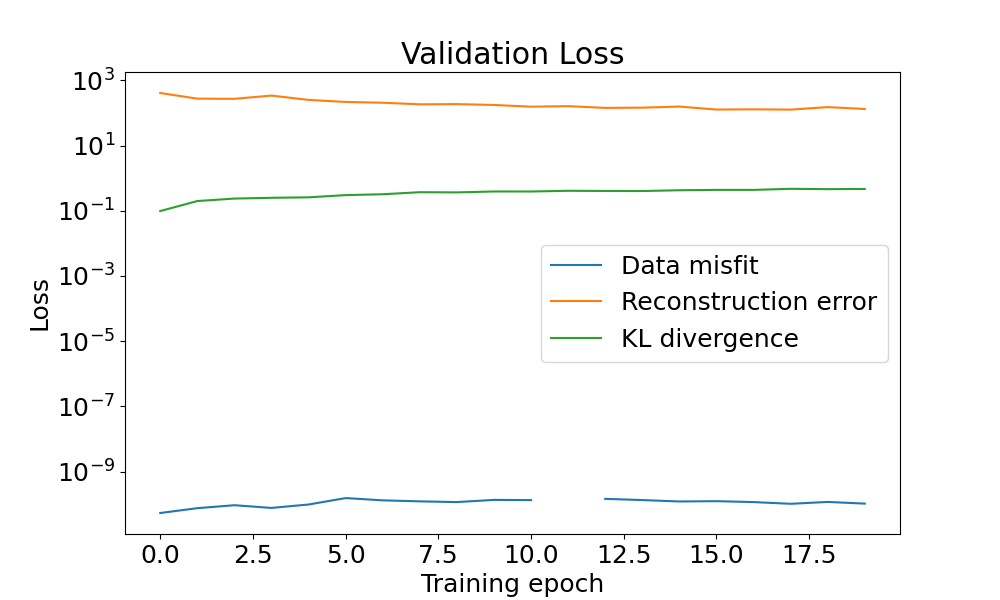 Validation Loss
10³
10¹
10⁻¹
10⁻³
10⁻⁵
10⁻⁷
10⁻⁹
Loss
Data misfit
Reconstruction error
KL divergence
0.0 2.5 5.0 7.5 10.0 12.5 15.0 17.5
Training epoch